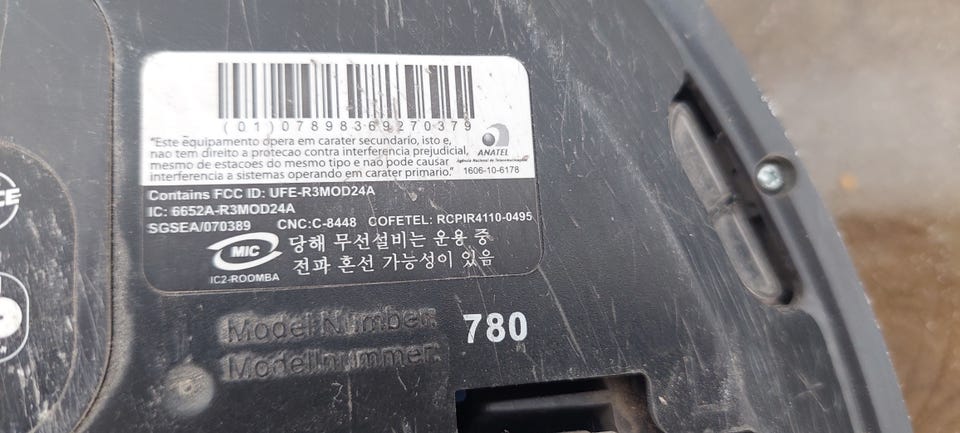 (01)07898369270379
"Este equipamento opera em carater secundario, isto e,
nao tem direito a protecao contra interferencia prejudicial,
mesmo de estacoes do mesmo tipo e nao pode causar
interferencia a sistemas operando em carater primario."
ANATEL
Agência Nacional de Telecomunicações
1606-10-6178
Contains FCC ID: UFE-R3MOD24A
IC: 6652A-R3MOD24A
SGSEA/070389 CNC:C-8448 COFETEL: RCPIR4110-0495
MIC
IC2-ROOMBA
당해 무선설비는 운용 중
전파 혼선 가능성이 있음
Model Number: 780
Modellnummer: